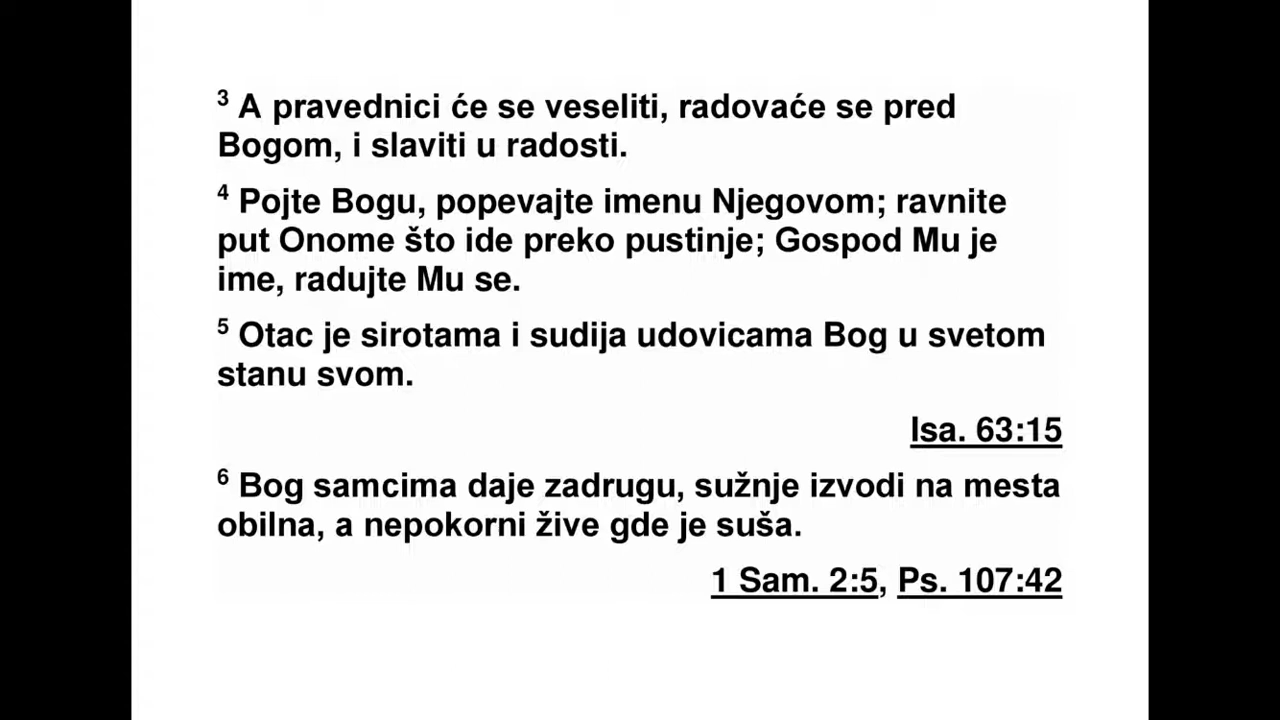 3 A pravednici će se veseliti, radovaće se pred
Bogom, i slaviti u radosti.
4 Pojte Bogu, popevajte imenu Njegovom; ravnite
put Onome što ide preko pustinje; Gospod Mu je
ime, radujte Mu se.
5 Otac je sirotama i sudija udovicama Bog u svetom
stanu svom.
Isa. 63:15
6 Bog samcima daje zadrugu, sužnje izvodi na mesta
obilna, a nepokorni žive gde je suša.
1 Sam. 2:5, Ps. 107:42